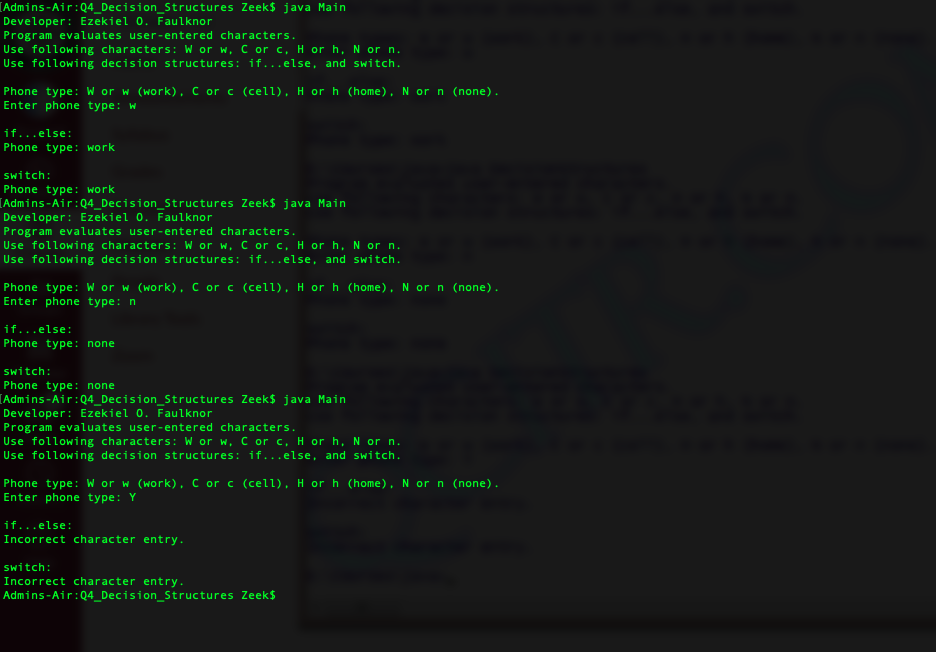 [Admins-Air:Q4_Decision_Structures Zeek$ java Main
Developer: Ezekiel O. Faulknor
Program evaluates user-entered characters.
Use following characters: W or w, C or c, H or h, N or n.
Use following decision structures: if...else, and switch.
Phone type: W or w (work), C or c (cell), H or h (home), N or n (none).
Enter phone type: w
if...else:
Phone type: work
switch:
Phone type: work
[Admins-Air:Q4_Decision_Structures Zeek$ java Main
Developer: Ezekiel O. Faulknor
Program evaluates user-entered characters.
Use following characters: W or w, C or c, H or h, N or n.
Use following decision structures: if...else, and switch.
Phone type: W or w (work), C or c (cell), H or h (home), N or n (none).
Enter phone type: n
if...else:
Phone type: none
switch:
Phone type: none
[Admins-Air:Q4_Decision_Structures Zeek$ java Main
Developer: Ezekiel O. Faulknor
Program evaluates user-entered characters.
Use following characters: W or w, C or c, H or h, N or n.
Use following decision structures: if...else, and switch.
Phone type: W or w (work), C or c (cell), H or h (home), N or n (none).
Enter phone type: Y
if...else:
Incorrect character entry.
switch:
Incorrect character entry.
Admins-Air:Q4_Decision_Structures Zeek$